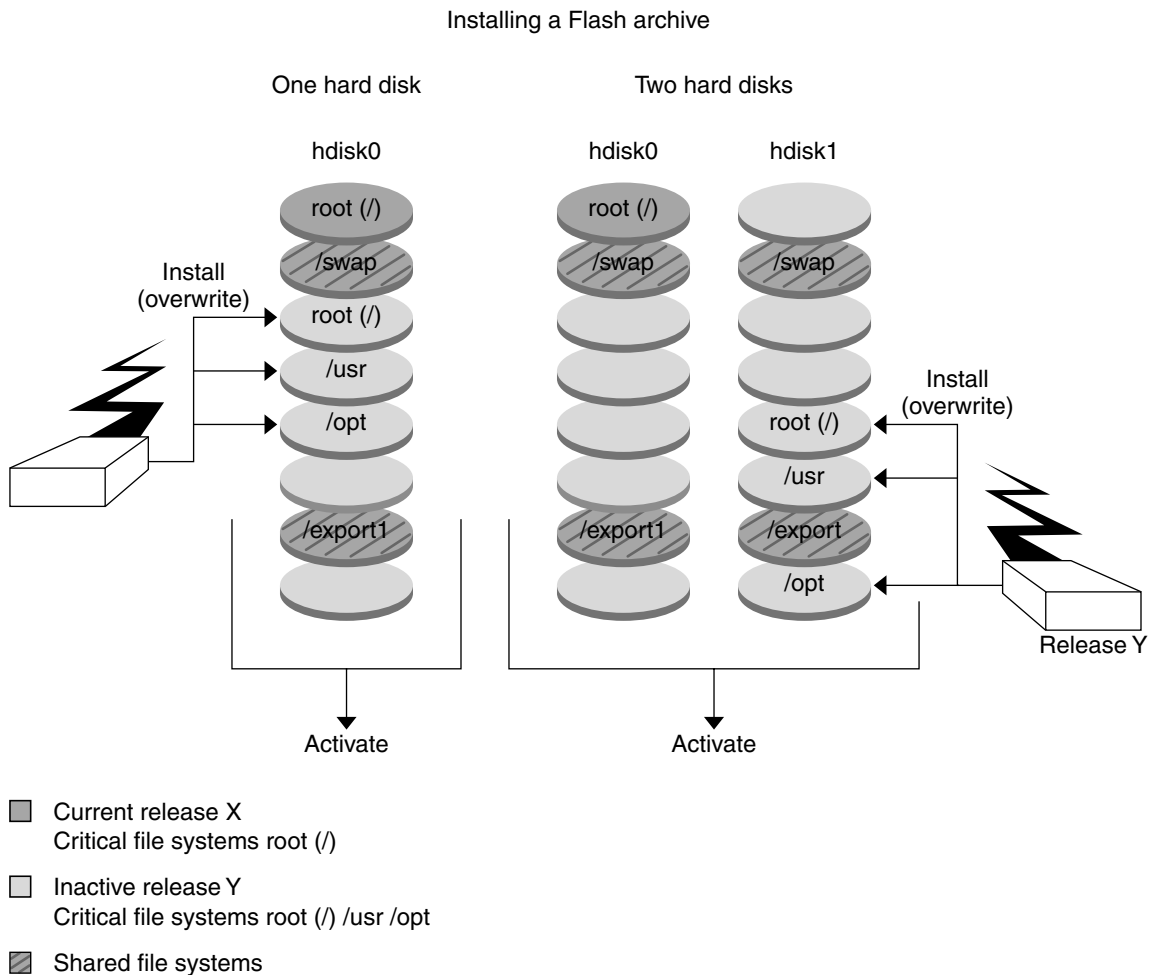 Installing a Flash archive
One hard disk
Two hard disks
hdisk0
hdisk0
hdisk1
root (/)
/swap
Install
(overwrite)
root (/)
/usr
/opt
/export1
root (/)
/swap
/export1
/swap
root (/)
/usr
/export
/opt
Install
(overwrite)
Release Y
Activate
Activate
Current release X
Critical file systems root (/)
Inactive release Y
Critical file systems root (/) /usr /opt
Shared file systems